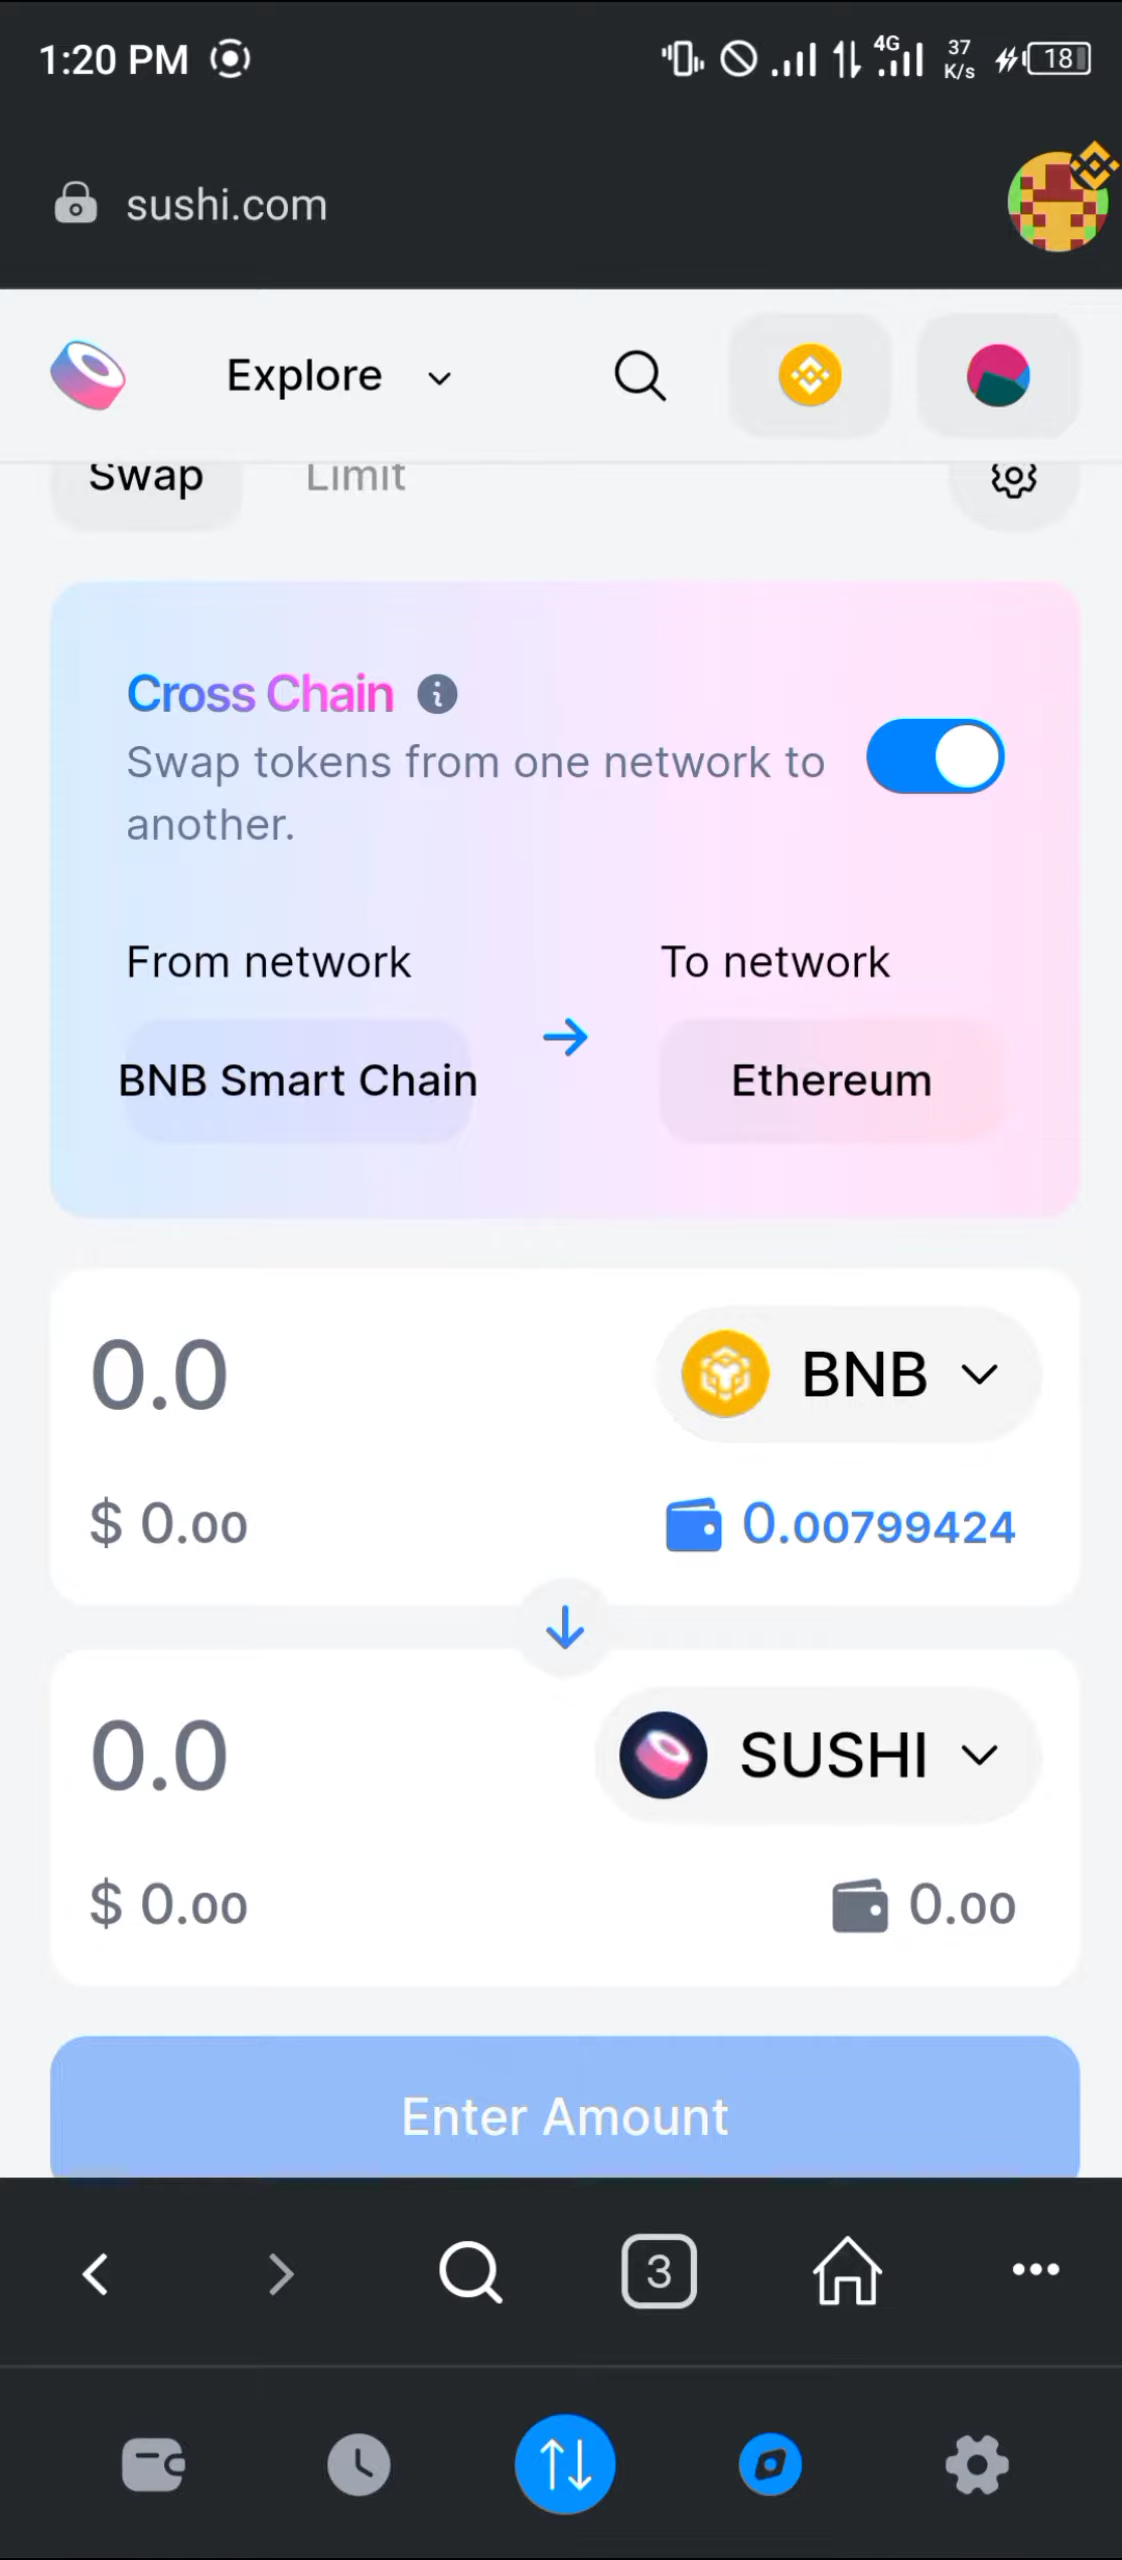 1:20 PM
4G
37
K/s
18
sushi.com
Explore
Swap
Limit
Cross Chain
Swap tokens from one network to
another.
From network
To network
BNB Smart Chain
Ethereum
0.0
BNB
$ 0.00
0.00799424
0.0
SUSHI
$ 0.00
0.00
Enter Amount
3